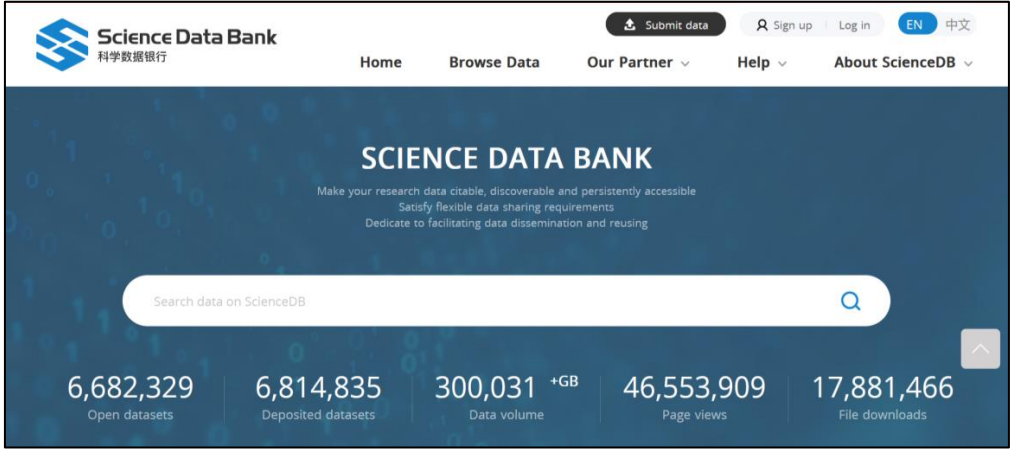 Science Data Bank
科学数据银行
Submit data
Sign up
Log in
EN
中文
Home
Browse Data
Our Partner
Help
About ScienceDB
SCIENCE DATA BANK
Make your research data citable, discoverable and persistently accessible
Satisfy flexible data sharing requirements
Dedicate to facilitating data dissemination and reusing
Search data on ScienceDB
6,682,329
Open datasets
6,814,835
Deposited datasets
300,031 +GB
Data volume
46,553,909
Page views
17,881,466
File downloads